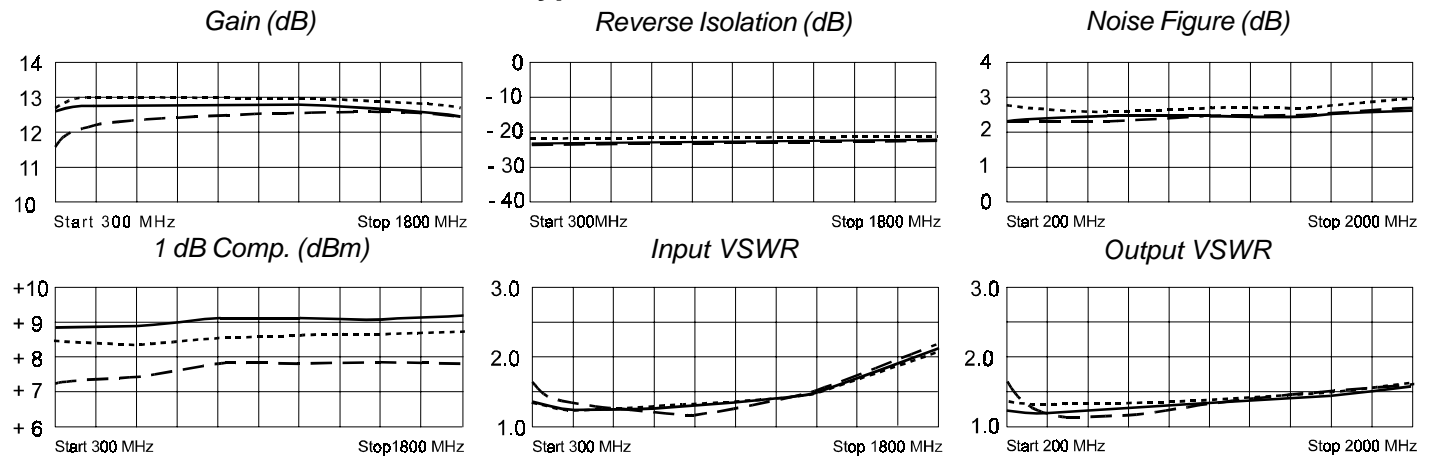 Gain (dB)
14
13
12
11
10
Start 300 MHz
Stop 1800 MHz
Reverse Isolation (dB)
0
- 10
- 20
- 30
- 40
Start 300MHz
Stop 1800 MHz
Noise Figure (dB)
4
3
2
1
0
Start 200 MHz
Stop 2000 MHz
1 dB Comp. (dBm)
+10
+ 9
+ 8
+ 7
+ 6
Start 300 MHz
Stop1800 MHz
Input VSWR
3.0
2.0
1.0
Start 300 MHz
Stop 1800 MHz
Output VSWR
3.0
2.0
1.0
Start 200 MHz
Stop 2000 MHz